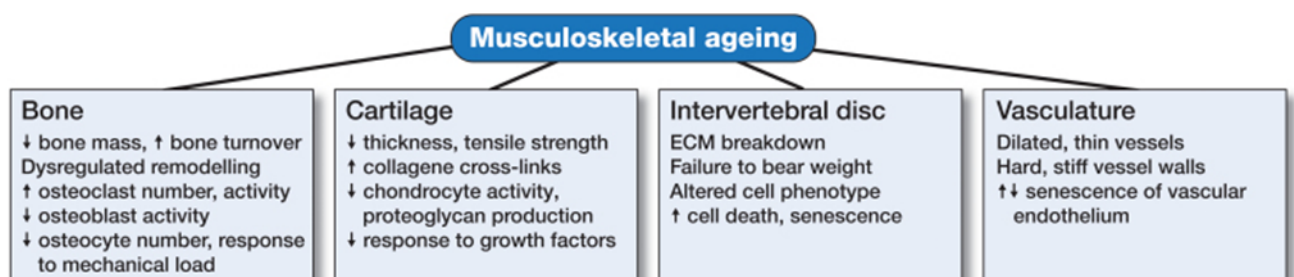 Musculoskeletal ageing
Bone
↓ bone mass, ↑ bone turnover
Dysregulated remodelling
↑ osteoclast number, activity
↓ osteoblast activity
↓ osteocyte number, response
to mechanical load
Cartilage
↓ thickness, tensile strength
↑ collagene cross-links
↓ chondrocyte activity,
proteoglycan production
↓ response to growth factors
Intervertebral disc
ECM breakdown
Failure to bear weight
Altered cell phenotype
↑ cell death, senescence
Vasculature
Dilated, thin vessels
Hard, stiff vessel walls
↑↓ senescence of vascular
endothelium